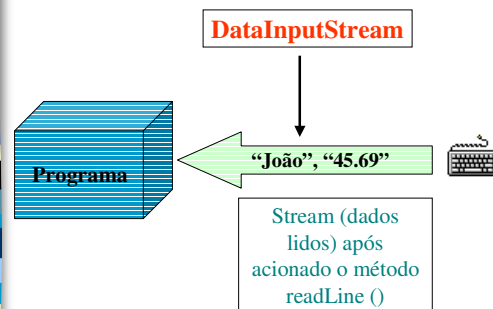 DataInputStream
“João”, “45.69”
Programa
Stream (dados
lidos) após
acionado o método
readLine ()